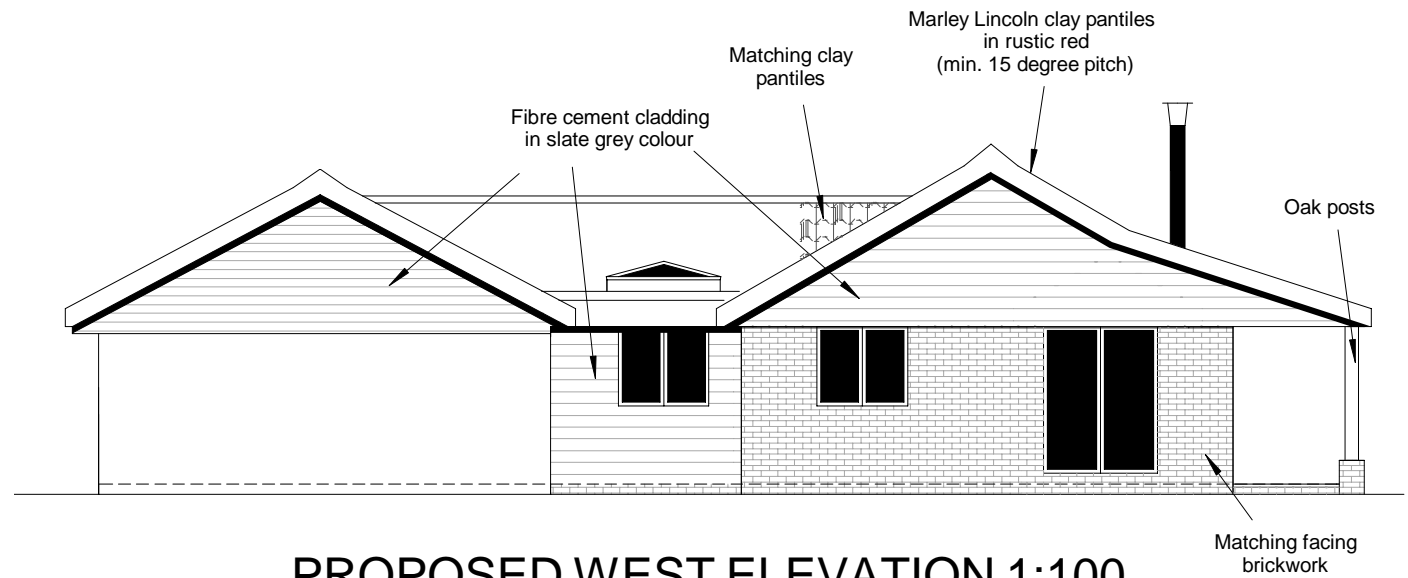 Marley Lincoln clay pantiles
in rustic red
(min. 15 degree pitch)
Matching clay
pantiles
Fibre cement cladding
in slate grey colour
Oak posts
Matching facing
brickwork
PROPOSED WEST ELEVATION 1:100